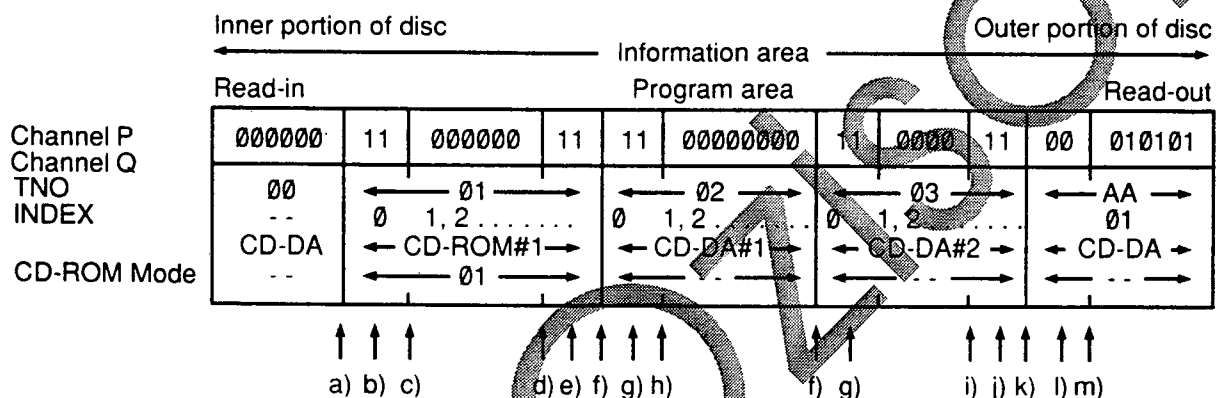 Inner portion of disc Outer portion of disc
Information area
Read-in Program area Read-out
Channel P 000000 11 000000 11 11 00000000 11 0000 11 00 010101
Channel Q
TNO 00 01 02 03 AA
INDEX -- 0 1, 2........ 0 1, 2........ 0 1, 2........ 01
CD-DA CD-ROM#1 CD-DA#1 CD-DA#2 CD-DA
CD-ROM Mode -- 01 -- -- --
a) b) c) d) e) f) g) h) f) g) i) j) k) l) m)